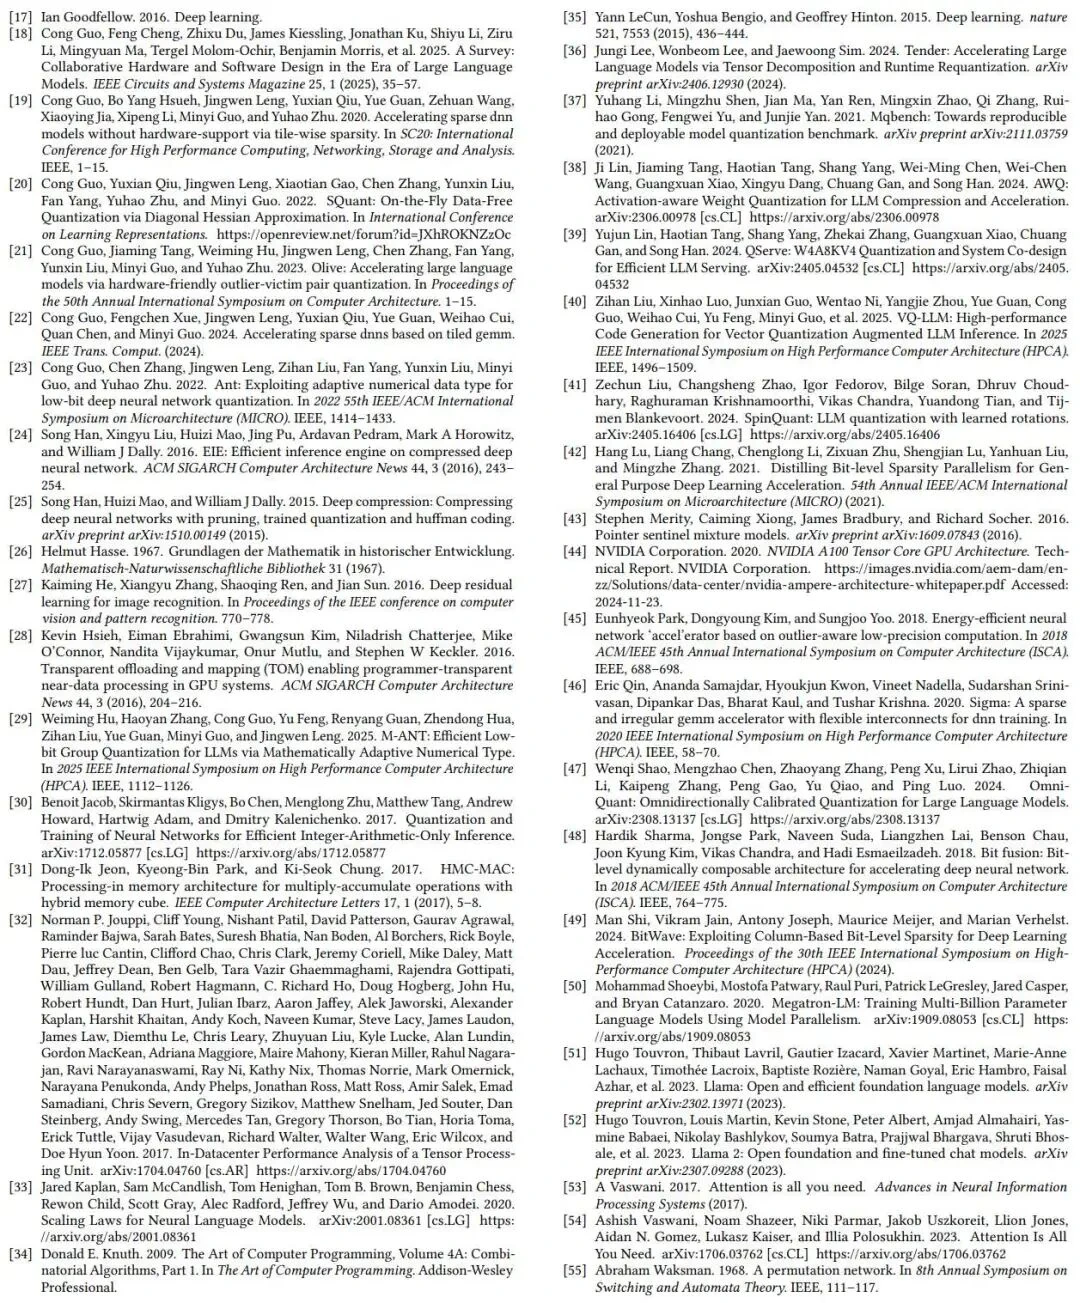 [17] Ian Goodfellow. 2016. Deep learning.
[18] Cong Guo, Feng Cheng, Zhixu Du, James Kiessling, Jonathan Ku, Shiyu Li, Ziru
Li, Mingyuan Ma, Tergel Molom-Ochir, Benjamin Morris, et al. 2025. A Survey:
Collaborative Hardware and Software Design in the Era of Large Language
Models. IEEE Circuits and Systems Magazine 25, 1 (2025), 35–57.
[19] Cong Guo, Bo Yang Hsueh, Jingwen Leng, Yuxian Qiu, Yue Guan, Zehuan Wang,
Xiaoying Jia, Xipeng Li, Minyi Guo, and Yuhao Zhu. 2020. Accelerating sparse dnn
models without hardware-support via tile-wise sparsity. In SC20: International
Conference for High Performance Computing, Networking, Storage and Analysis.
IEEE, 1–15.
[20] Cong Guo, Yuxian Qiu, Jingwen Leng, Xiaotian Gao, Chen Zhang, Yunxin Liu,
Fan Yang, Yuhao Zhu, and Minyi Guo. 2022. SQuant: On-the-Fly Data-Free
Quantization via Diagonal Hessian Approximation. In International Conference
on Learning Representations. https://openreview.net/forum?id=JXhROKNZzOc
[21] Cong Guo, Jiaming Tang, Weiming Hu, Jingwen Leng, Chen Zhang, Fan Yang,
Yunxin Liu, Minyi Guo, and Yuhao Zhu. 2023. Olive: Accelerating large language
models via hardware-friendly outlier-victim pair quantization. In Proceedings of
the 50th Annual International Symposium on Computer Architecture. 1–15.
[22] Cong Guo, Fengchen Xue, Jingwen Leng, Yuxian Qiu, Yue Guan, Weihao Cui,
Quan Chen, and Minyi Guo. 2024. Accelerating sparse dnns based on tiled gemm.
IEEE Trans. Comput. (2024).
[23] Cong Guo, Chen Zhang, Jingwen Leng, Zihan Liu, Fan Yang, Yunxin Liu, Minyi
Guo, and Yuhao Zhu. 2022. Ant: Exploiting adaptive numerical data type for
low-bit deep neural network quantization. In 2022 55th IEEE/ACM International
Symposium on Microarchitecture (MICRO). IEEE, 1414–1433.
[24] Song Han, Xingyu Liu, Huizi Mao, Jing Pu, Ardavan Pedram, Mark A Horowitz,
and William J Dally. 2016. EIE: Efficient inference engine on compressed deep
neural network. ACM SIGARCH Computer Architecture News 44, 3 (2016), 243–
254.
[25] Song Han, Huizi Mao, and William J Dally. 2015. Deep compression: Compressing
deep neural networks with pruning, trained quantization and huffman coding.
arXiv preprint arXiv:1510.00149 (2015).
[26] Helmut Hasse. 1967. Grundlagen der Mathematik in historischer Entwicklung.
Mathematisch-Naturwissenschaftliche Bibliothek 31 (1967).
[27] Kaiming He, Xiangyu Zhang, Shaoqing Ren, and Jian Sun. 2016. Deep residual
learning for image recognition. In Proceedings of the IEEE conference on computer
vision and pattern recognition. 770–778.
[28] Kevin Hsieh, Eiman Ebrahimi, Gwangsun Kim, Niladrish Chatterjee, Mike
O'Connor, Nandita Vijaykumar, Onur Mutlu, and Stephen W Keckler. 2016.
Transparent offloading and mapping (TOM) enabling programmer-transparent
near-data processing in GPU systems. ACM SIGARCH Computer Architecture
News 44, 3 (2016), 204–216.
[29] Weiming Hu, Haoyan Zhang, Cong Guo, Yu Feng, Renyang Guan, Zhendong Hua,
Zihan Liu, Yue Guan, Minyi Guo, and Jingwen Leng. 2025. M-ANT: Efficient Low-
bit Group Quantization for LLMs via Mathematically Adaptive Numerical Type.
In 2025 IEEE International Symposium on High Performance Computer Architecture
(HPCA). IEEE, 1112–1126.
[30] Benoit Jacob, Skirmantas Kligys, Bo Chen, Menglong Zhu, Matthew Tang, Andrew
Howard, Hartwig Adam, and Dmitry Kalenichenko. 2017. Quantization and
Training of Neural Networks for Efficient Integer-Arithmetic-Only Inference.
arXiv:1712.05877 [cs.LG] https://arxiv.org/abs/1712.05877
[31] Dong-Ik Jeon, Kyeong-Bin Park, and Ki-Seok Chung. 2017. HMC-MAC:
Processing-in memory architecture for multiply-accumulate operations with
hybrid memory cube. IEEE Computer Architecture Letters 17, 1 (2017), 5–8.
[32] Norman P. Jouppi, Cliff Young, Nishant Patil, David Patterson, Gaurav Agrawal,
Raminder Bajwa, Sarah Bates, Suresh Bhatia, Nan Boden, Al Borchers, Rick Boyle,
Pierre luc Cantin, Clifford Chao, Chris Clark, Jeremy Coriell, Mike Daley, Matt
Dau, Jeffrey Dean, Ben Gelb, Tara Vazir Ghaemmaghami, Rajendra Gottipati,
William Gulland, Robert Hagmann, C. Richard Ho, Doug Hogberg, John Hu,
Robert Hundt, Dan Hurt, Julian Ibarz, Aaron Jaffey, Alek Jaworski, Alexander
Kaplan, Harshit Khaitan, Andy Koch, Naveen Kumar, Steve Lacy, James Laudon,
James Law, Diemthu Le, Chris Leary, Zhuyuan Liu, Kyle Lucke, Alan Lundin,
Gordon MacKean, Adriana Maggiore, Maire Mahony, Kieran Miller, Rahul Nagara-
jan, Ravi Narayanaswami, Ray Ni, Kathy Nix, Thomas Norrie, Mark Omernick,
Narayana Penukonda, Andy Phelps, Jonathan Ross, Matt Ross, Amir Salek, Emad
Samadiani, Chris Severn, Gregory Sizikov, Matthew Snelham, Jed Souter, Dan
Steinberg, Andy Swing, Mercedes Tan, Gregory Thorson, Bo Tian, Horia Toma,
Erick Tuttle, Vijay Vasudevan, Richard Walter, Walter Wang, Eric Wilcox, and
Doe Hyun Yoon. 2017. In-Datacenter Performance Analysis of a Tensor Process-
ing Unit. arXiv:1704.04760 [cs.AR] https://arxiv.org/abs/1704.04760
[33] Jared Kaplan, Sam McCandlish, Tom Henighan, Tom B. Brown, Benjamin Chess,
Rewon Child, Scott Gray, Alec Radford, Jeffrey Wu, and Dario Amodei. 2020.
Scaling Laws for Neural Language Models. arXiv:2001.08361 [cs.LG] https:
//arxiv.org/abs/2001.08361
[34] Donald E. Knuth. 2009. The Art of Computer Programming, Volume 4A: Combi-
natorial Algorithms, Part 1. In The Art of Computer Programming. Addison-Wesley
Professional.
[35] Yann LeCun, Yoshua Bengio, and Geoffrey Hinton. 2015. Deep learning. nature
521, 7553 (2015), 436–444.
[36] Jungi Lee, Wonbeom Lee, and Jaewoong Sim. 2024. Tender: Accelerating Large
Language Models via Tensor Decomposition and Runtime Requantization. arXiv
preprint arXiv:2406.12930 (2024).
[37] Yuhang Li, Mingzhu Shen, Jian Ma, Yan Ren, Mingxin Zhao, Qi Zhang, Rui-
hao Gong, Fengwei Yu, and Junjie Yan. 2021. Mqbench: Towards reproducible
and deployable model quantization benchmark. arXiv preprint arXiv:2111.03759
(2021).
[38] Ji Lin, Jiaming Tang, Haotian Tang, Shang Yang, Wei-Ming Chen, Wei-Chen
Wang, Guangxuan Xiao, Xingyu Dang, Chuang Gan, and Song Han. 2024. AWQ:
Activation-aware Weight Quantization for LLM Compression and Acceleration.
arXiv:2306.00978 [cs.CL] https://arxiv.org/abs/2306.00978
[39] Yujun Lin, Haotian Tang, Shang Yang, Zhekai Zhang, Guangxuan Xiao, Chuang
Gan, and Song Han. 2024. QServe: W4A8KV4 Quantization and System Co-design
for Efficient LLM Serving. arXiv:2405.04532 [cs.CL] https://arxiv.org/abs/2405.
04532
[40] Zihan Liu, Xinhao Luo, Junxian Guo, Wentao Ni, Yangjie Zhou, Yue Guan, Cong
Guo, Weihao Cui, Yu Feng, Minyi Guo, et al. 2025. VQ-LLM: High-performance
Code Generation for Vector Quantization Augmented LLM Inference. In 2025
IEEE International Symposium on High Performance Computer Architecture (HPCA).
IEEE, 1496–1509.
[41] Zechun Liu, Changsheng Zhao, Igor Fedorov, Bilge Soran, Dhruv Choud-
hary, Raghuraman Krishnamoorthi, Vikas Chandra, Yuandong Tian, and Tij-
men Blankevoort. 2024. SpinQuant: LLM quantization with learned rotations.
arXiv:2405.16406 [cs.LG] https://arxiv.org/abs/2405.16406
[42] Hang Lu, Liang Chang, Chenglong Li, Zixuan Zhu, Shengjian Lu, Yanhuan Liu,
and Mingzhe Zhang. 2021. Distilling Bit-level Sparsity Parallelism for Gen-
eral Purpose Deep Learning Acceleration. 54th Annual IEEE/ACM International
Symposium on Microarchitecture (MICRO) (2021).
[43] Stephen Merity, Caiming Xiong, James Bradbury, and Richard Socher. 2016.
Pointer sentinel mixture models. arXiv preprint arXiv:1609.07843 (2016).
[44] NVIDIA Corporation. 2020. NVIDIA A100 Tensor Core GPU Architecture. Tech-
nical Report. NVIDIA Corporation. https://images.nvidia.com/aem-dam/en-
zz/Solutions/data-center/nvidia-ampere-architecture-whitepaper.pdf Accessed:
2024-11-23.
[45] Eunhyeok Park, Dongyoung Kim, and Sungjoo Yoo. 2018. Energy-efficient neural
network 'accel'erator based on outlier-aware low-precision computation. In 2018
ACM/IEEE 45th Annual International Symposium on Computer Architecture (ISCA).
IEEE, 688–698.
[46] Eric Qin, Ananda Samajdar, Hyoukjun Kwon, Vineet Nadella, Sudarshan Srini-
vasan, Dipankar Das, Bharat Kaul, and Tushar Krishna. 2020. Sigma: A sparse
and irregular gemm accelerator with flexible interconnects for dnn training. In
2020 IEEE International Symposium on High Performance Computer Architecture
(HPCA). IEEE, 58–70.
[47] Wenqi Shao, Mengzhao Chen, Zhaoyang Zhang, Peng Xu, Lirui Zhao, Zhiqian
Li, Kaipeng Zhang, Peng Gao, Yu Qiao, and Ping Luo. 2024. Omni-
Quant: Omnidirectionally Calibrated Quantization for Large Language Models.
arXiv:2308.13137 [cs.LG] https://arxiv.org/abs/2308.13137
[48] Hardik Sharma, Jongse Park, Naveen Suda, Liangzhen Lai, Benson Chau,
Joon Kyung Kim, Vikas Chandra, and Hadi Esmaeilzadeh. 2018. Bit fusion: Bit-
level dynamically composable architecture for accelerating deep neural network.
In 2018 ACM/IEEE 45th Annual International Symposium on Computer Architecture
(ISCA). IEEE, 764–775.
[49] Man Shi, Vikram Jain, Antony Joseph, Maurice Meijer, and Marian Verhelst.
2024. BitWave: Exploiting Column-Based Bit-Level Sparsity for Deep Learning
Acceleration. Proceedings of the 30th IEEE International Symposium on High-
Performance Computer Architecture (HPCA) (2024).
[50] Mohammad Shoeybi, Mostofa Patwary, Raul Puri, Patrick LeGresley, Jared Casper,
and Bryan Catanzaro. 2020. Megatron-LM: Training Multi-Billion Parameter
Language Models Using Model Parallelism. arXiv:1909.08053 [cs.CL] https:
//arxiv.org/abs/1909.08053
[51] Hugo Touvron, Thibaut Lavril, Gautier Izacard, Xavier Martinet, Marie-Anne
Lachaux, Timothée Lacroix, Baptiste Rozière, Naman Goyal, Eric Hambro, Faisal
Azhar, et al. 2023. Llama: Open and efficient foundation language models. arXiv
preprint arXiv:2302.13971 (2023).
[52] Hugo Touvron, Louis Martin, Kevin Stone, Peter Albert, Amjad Almahairi, Yas-
mine Babaei, Nikolay Bashlykov, Soumya Batra, Prajjwal Bhargava, Shruti Bhos-
ale, et al. 2023. Llama 2: Open foundation and fine-tuned chat models. arXiv
preprint arXiv:2307.09288 (2023).
[53] A Vaswani. 2017. Attention is all you need. Advances in Neural Information
Processing Systems (2017).
[54] Ashish Vaswani, Noam Shazeer, Niki Parmar, Jakob Uszkoreit, Llion Jones,
Aidan N. Gomez, Lukasz Kaiser, and Illia Polosukhin. 2023. Attention Is All
You Need. arXiv:1706.03762 [cs.CL] https://arxiv.org/abs/1706.03762
[55] Abraham Waksman. 1968. A permutation network. In 8th Annual Symposium on
Switching and Automata Theory. IEEE, 111–117.